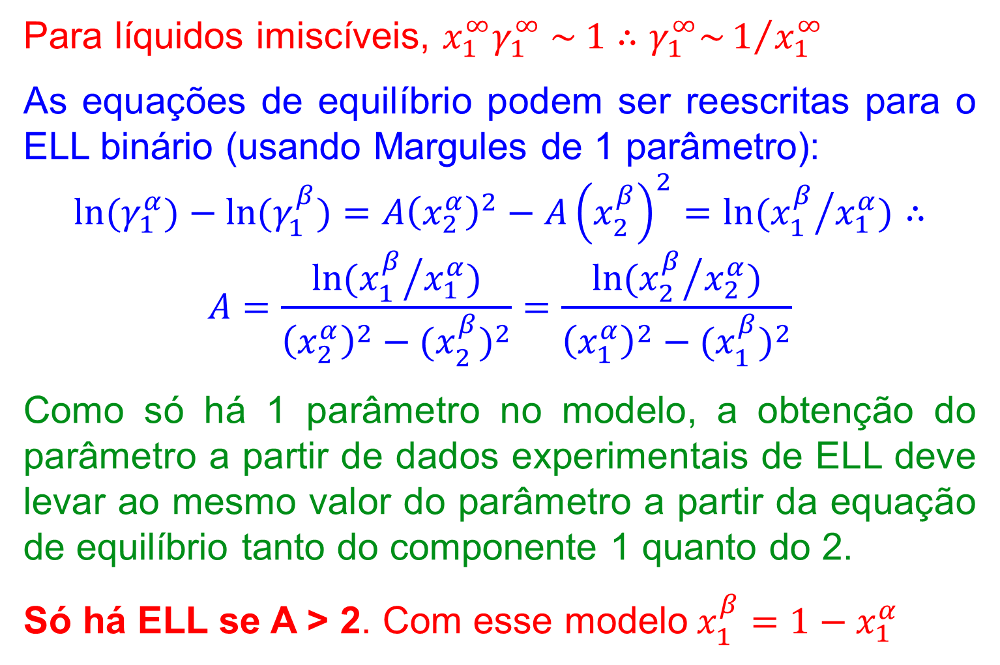 Para líquidos imiscíveis, $x_1^\infty \gamma_1^\infty \sim 1 \therefore \gamma_1^\infty \sim 1/x_1^\infty$
As equações de equilíbrio podem ser reescritas para o
ELL binário (usando Margules de 1 parâmetro):
$\ln(\gamma_1^\alpha) - \ln(\gamma_1^\beta) = A(x_2^\alpha)^2 - A\left(x_2^\beta\right)^2 = \ln(x_1^\beta/x_1^\alpha) \therefore$
$A = \frac{\ln(x_1^\beta/x_1^\alpha)}{(x_2^\alpha)^2 - (x_2^\beta)^2} = \frac{\ln(x_2^\beta/x_2^\alpha)}{(x_1^\alpha)^2 - (x_1^\beta)^2}$
Como só há 1 parâmetro no modelo, a obtenção do
parâmetro a partir de dados experimentais de ELL deve
levar ao mesmo valor do parâmetro a partir da equação
de equilíbrio tanto do componente 1 quanto do 2.
Só há ELL se A > 2. Com esse modelo $x_1^\beta = 1 - x_1^\alpha$